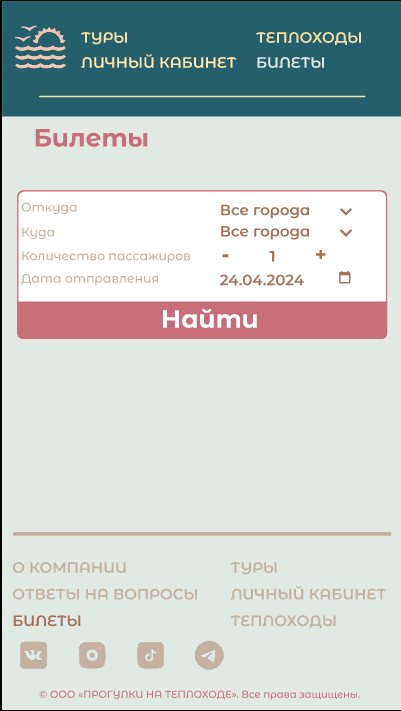 ТУРЫ ТЕПЛОХОДЫ
ЛИЧНЫЙ КАБИНЕТ БИЛЕТЫ
Билеты
Откуда Все города
Куда Все города
Количество пассажиров - 1 +
Дата отправления 24.04.2024
Найти
О КОМПАНИИ ТУРЫ
ОТВЕТЫ НА ВОПРОСЫ ЛИЧНЫЙ КАБИНЕТ
БИЛЕТЫ ТЕПЛОХОДЫ
© ООО «ПРОГУЛКИ НА ТЕПЛОХОДЕ». Все права защищены.